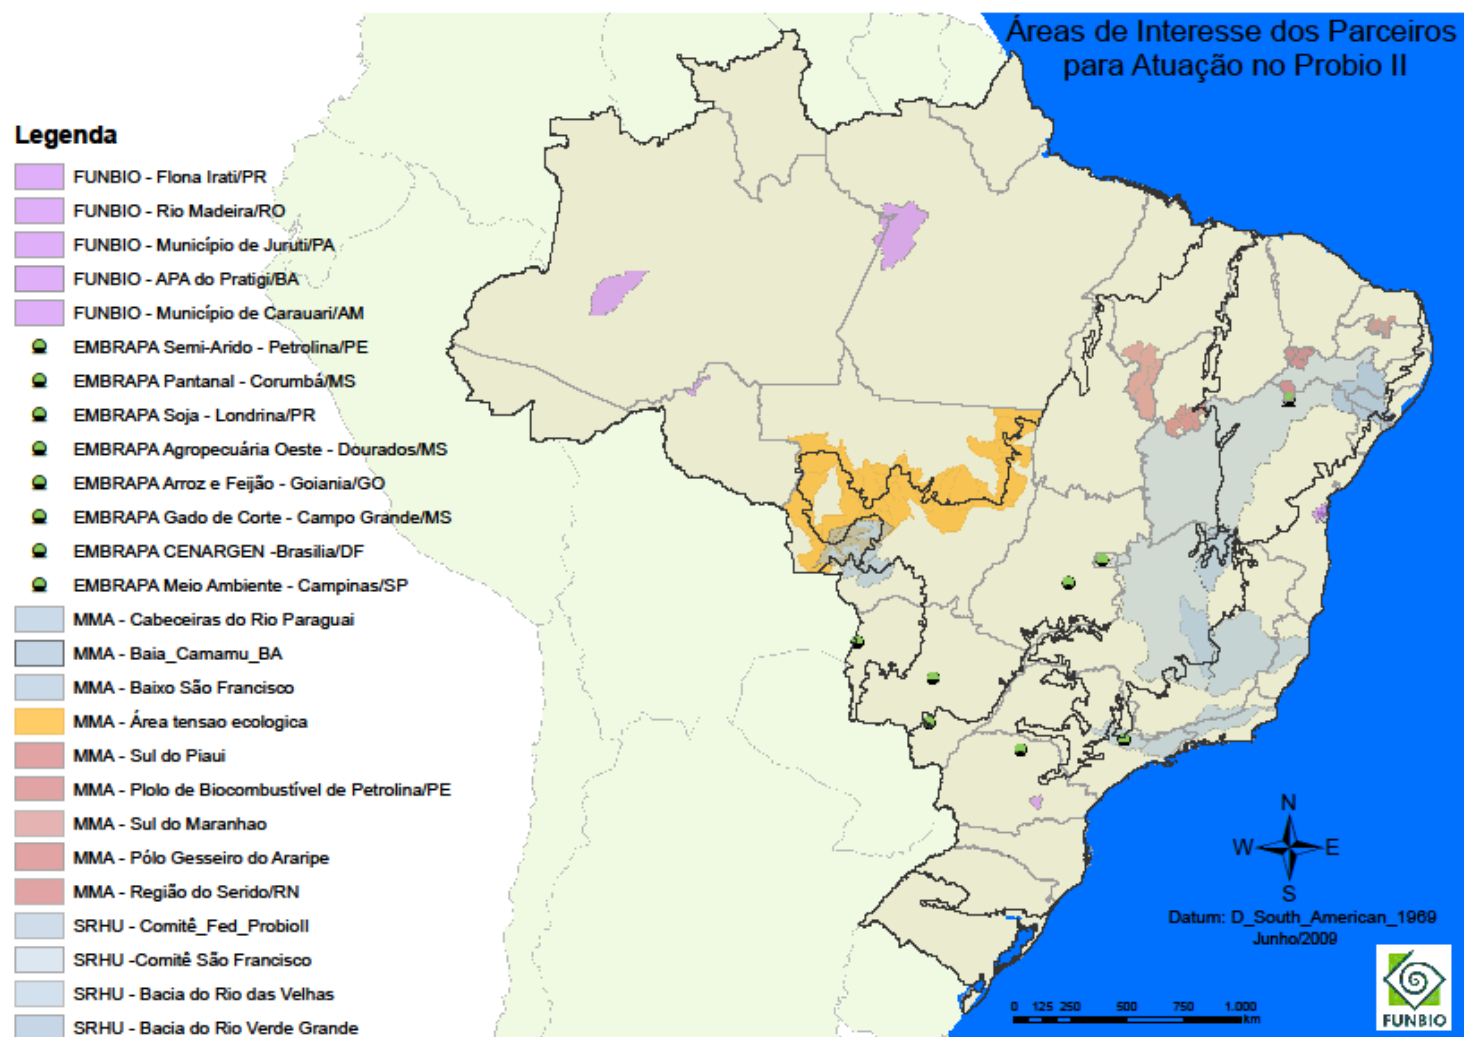 Áreas de Interesse dos Parceiros
para Atuação no Probio II
Legenda
FUNBIO - Flona Irati/PR
FUNBIO - Rio Madeira/RO
FUNBIO - Município de Juruti/PA
FUNBIO - APA do Pratigi/BA
FUNBIO - Município de Carauari/AM
EMBRAPA Semi-Arido - Petrolina/PE
EMBRAPA Pantanal - Corumbá/MS
EMBRAPA Soja - Londrina/PR
EMBRAPA Agropecuária Oeste - Dourados/MS
EMBRAPA Arroz e Feijão - Goiania/GO
EMBRAPA Gado de Corte - Campo Grande/MS
EMBRAPA CENARGEN -Brasilia/DF
EMBRAPA Meio Ambiente - Campinas/SP
MMA - Cabeceiras do Rio Paraguai
MMA - Baia_Camamu_BA
MMA - Baixo São Francisco
MMA - Área tensao ecologica
MMA - Sul do Piaui
MMA - Plolo de Biocombustível de Petrolina/PE
MMA - Sul do Maranhao
MMA - Pólo Gesseiro do Araripe
MMA - Região do Serido/RN
SRHU - Comitê_Fed_ProbioII
SRHU -Comitê São Francisco
SRHU - Bacia do Rio das Velhas
SRHU - Bacia do Rio Verde Grande
N
W E
S
Datum: D_South_American_1969
Junho/2009
0 125 250 500 750 1.000
km
FUNBIO